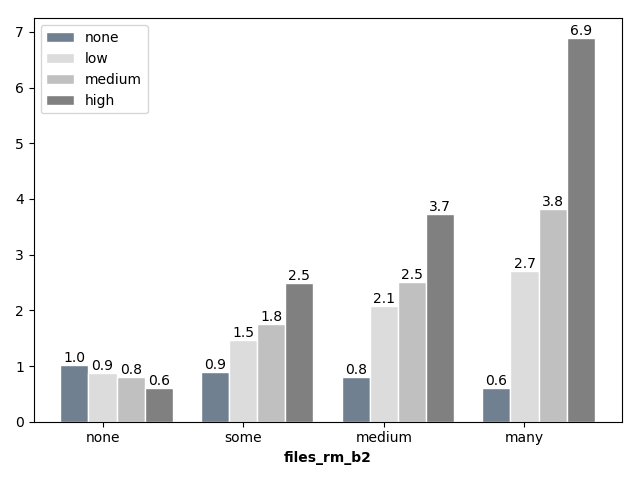 7
6
5
4
3
2
1
0
none
low
medium
high
1.0 0.9 0.8 0.6
0.9 1.5 1.8 2.5
0.8 2.1 2.5 3.7
0.6 2.7 3.8 6.9
none some medium many
files_rm_b2